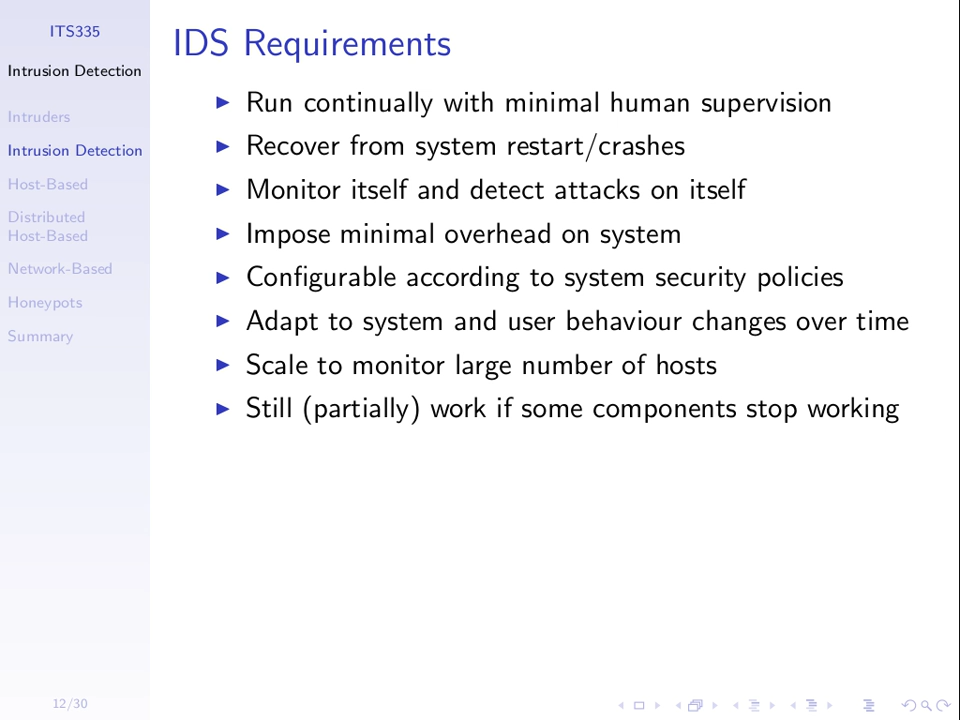 ITS335
Intrusion Detection
Intruders
Intrusion Detection
Host-Based
Distributed
Host-Based
Network-Based
Honeypots
Summary
12/30
IDS Requirements
Run continually with minimal human supervision
Recover from system restart/crashes
Monitor itself and detect attacks on itself
Impose minimal overhead on system
Configurable according to system security policies
Adapt to system and user behaviour changes over time
Scale to monitor large number of hosts
Still (partially) work if some components stop working